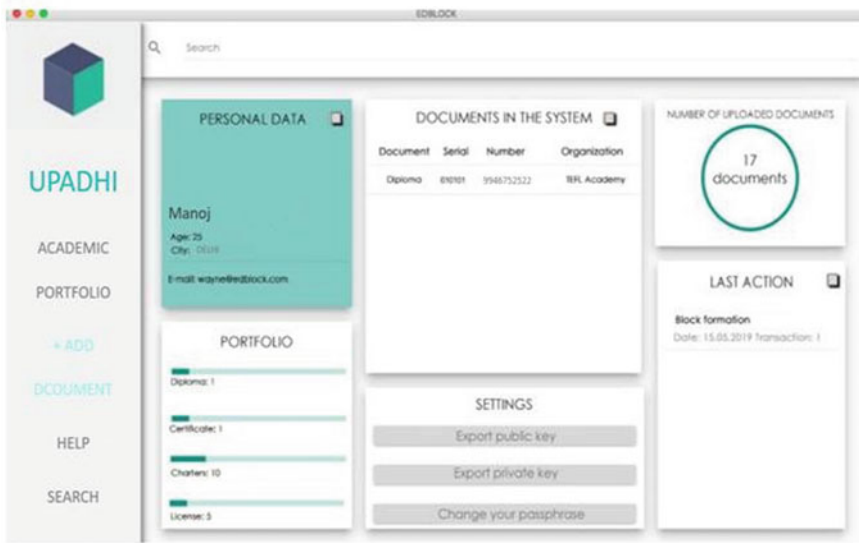 EDBLOCK
Search
UPADHI
ACADEMIC
PORTFOLIO
+ ADD
DCOUMENT
HELP
SEARCH
PERSONAL DATA
Manoj
Age: 25
City: DELHI
E-mail: wayne@edblock.com
PORTFOLIO
Diploma: 1
Certificate: 1
Charters: 10
License: 5
DOCUMENTS IN THE SYSTEM
Document Serial Number Organization
Diploma 010101 9946752522 TEFL Academy
SETTINGS
Export public key
Export private key
Change your passphrase
NUMBER OF UPLOADED DOCUMENTS
17
documents
LAST ACTION
Block formation
Date: 15.05.2019 Transaction: 1